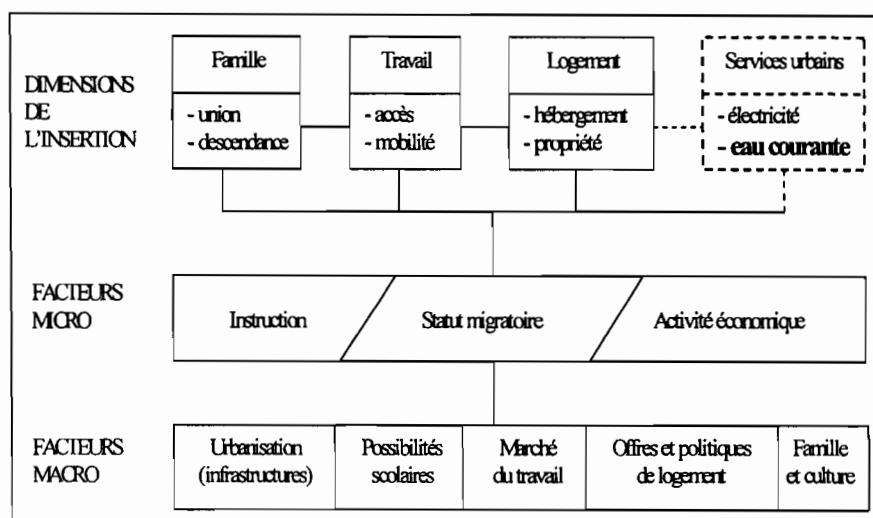 DIMENSIONS
DE
L'INSERTION
Famille
- union
- descendance
Travail
- accès
- mobilité
Logement
- hébergement
- propriété
Services urbains
- électricité
- eau courante
FACTEURS
MICRO
Instruction
Statut migratoire
Activité économique
FACTEURS
MACRO
Urbanisation
(infrastructures)
Possibilités
scolaires
Marché
du travail
Offres et politiques
de logement
Famille
et culture